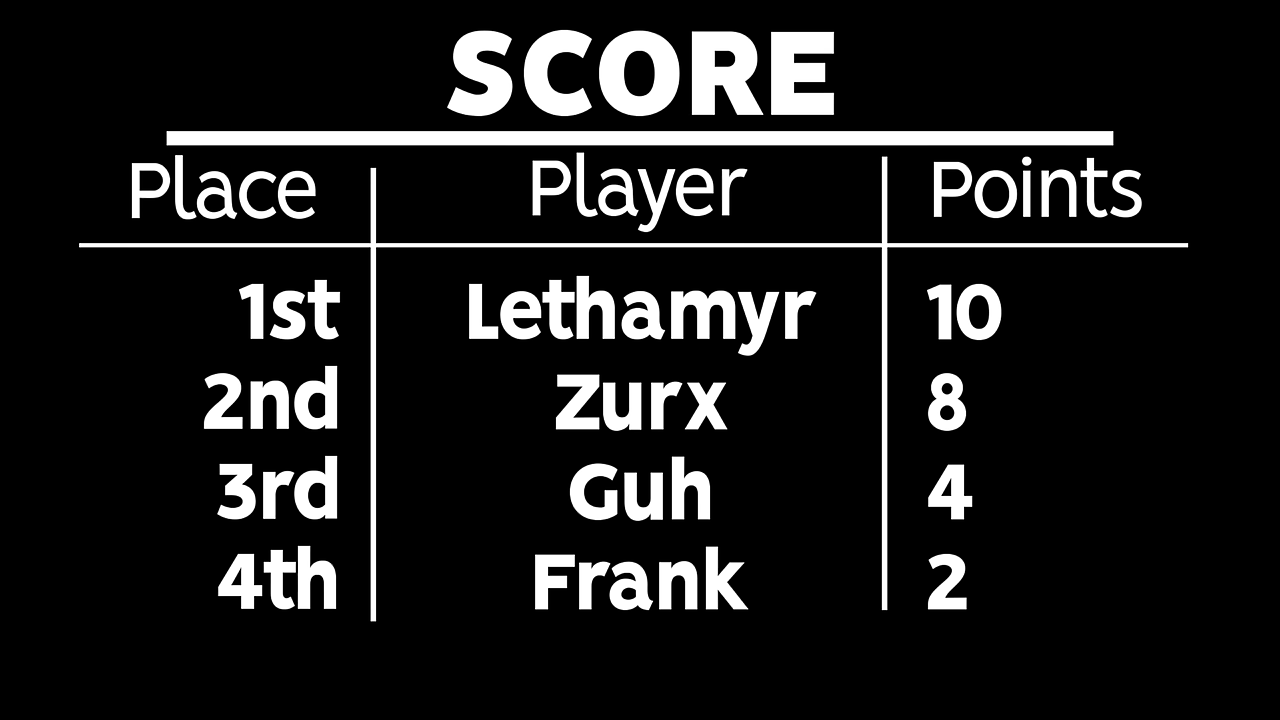 SCORE
Place Player Points
1st Lethamyr 10
2nd Zurx 8
3rd Guh 4
4th Frank 2